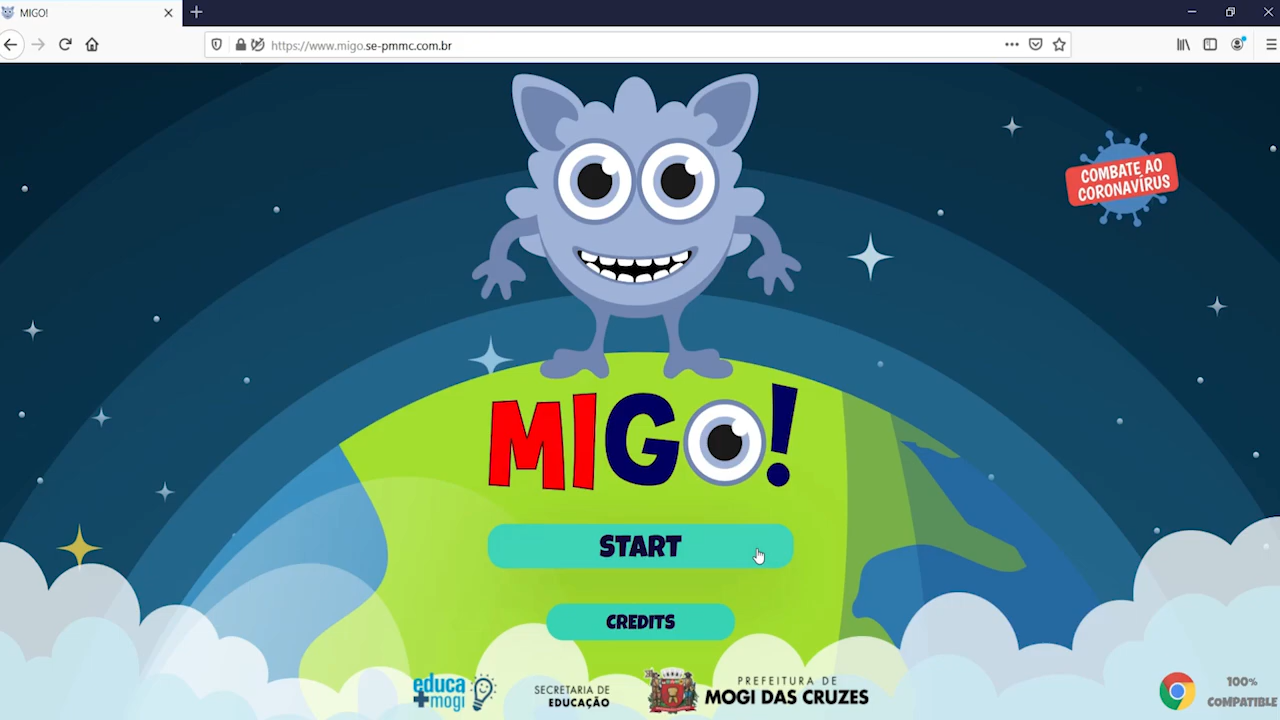 MIGO!
https://www.migo.se-pmmc.com.br
COMBATE AO
CORONAVÍRUS
MIGO!
START
CREDITS
educa
+mogi
SECRETARIA DE
EDUCAÇÃO
PREFEITURA DE
MOGI DAS CRUZES
100%
COMPATIBLE